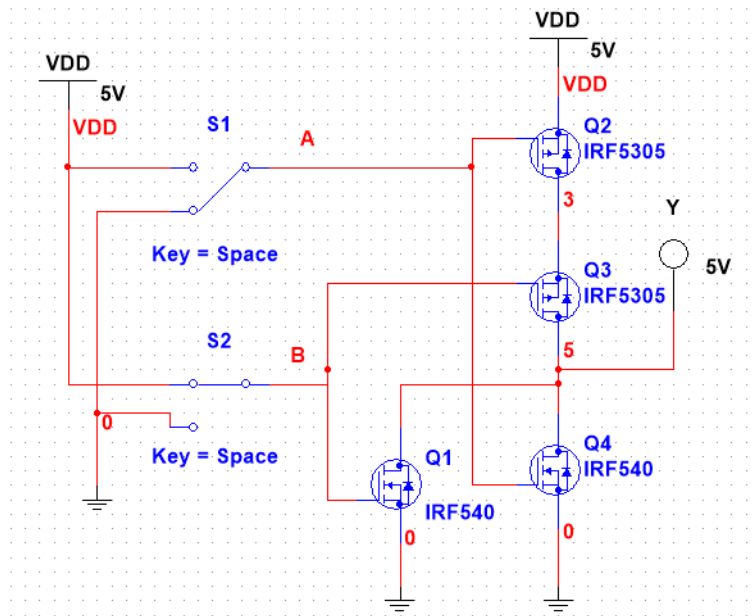 VDD
5V
VDD
VDD
5V
VDD
S1
A
Q2
IRF5305
3
Y
5V
Key = Space
Q3
IRF5305
S2
B
5
0
Key = Space
Q1
IRF540
Q4
IRF540
0
0